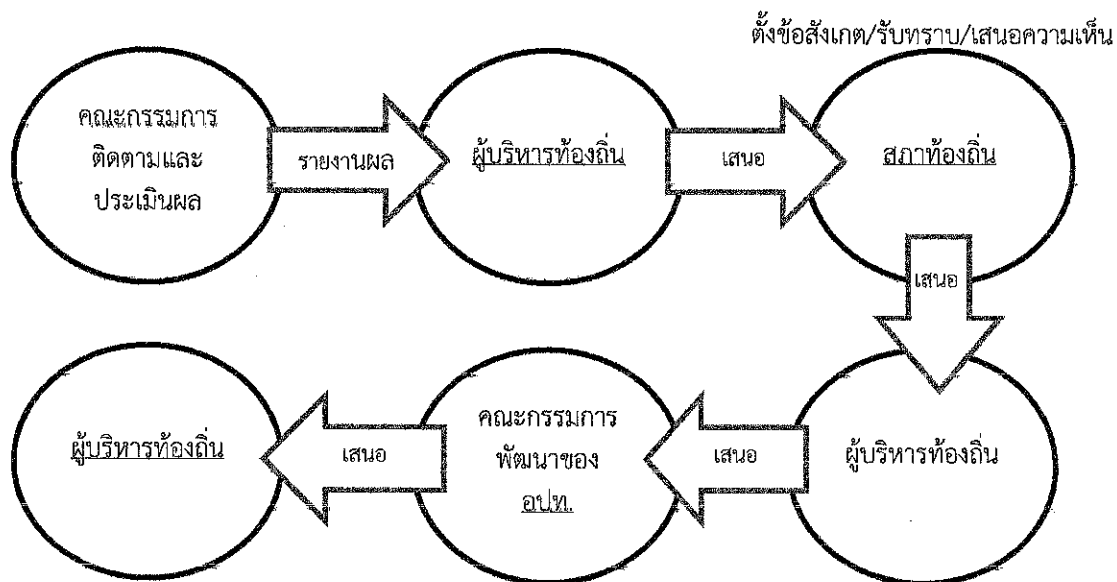 ตั้งข้อสังเกต/รับทราบ/เสนอความเห็น
คณะกรรมการ
ติดตามและ
ประเมินผล
รายงานผล
ผู้บริหารท้องถิ่น
เสนอ
สภาท้องถิ่น
เสนอ
ผู้บริหารท้องถิ่น
เสนอ
คณะกรรมการ
พัฒนาของ
อปท.
เสนอ
ผู้บริหารท้องถิ่น